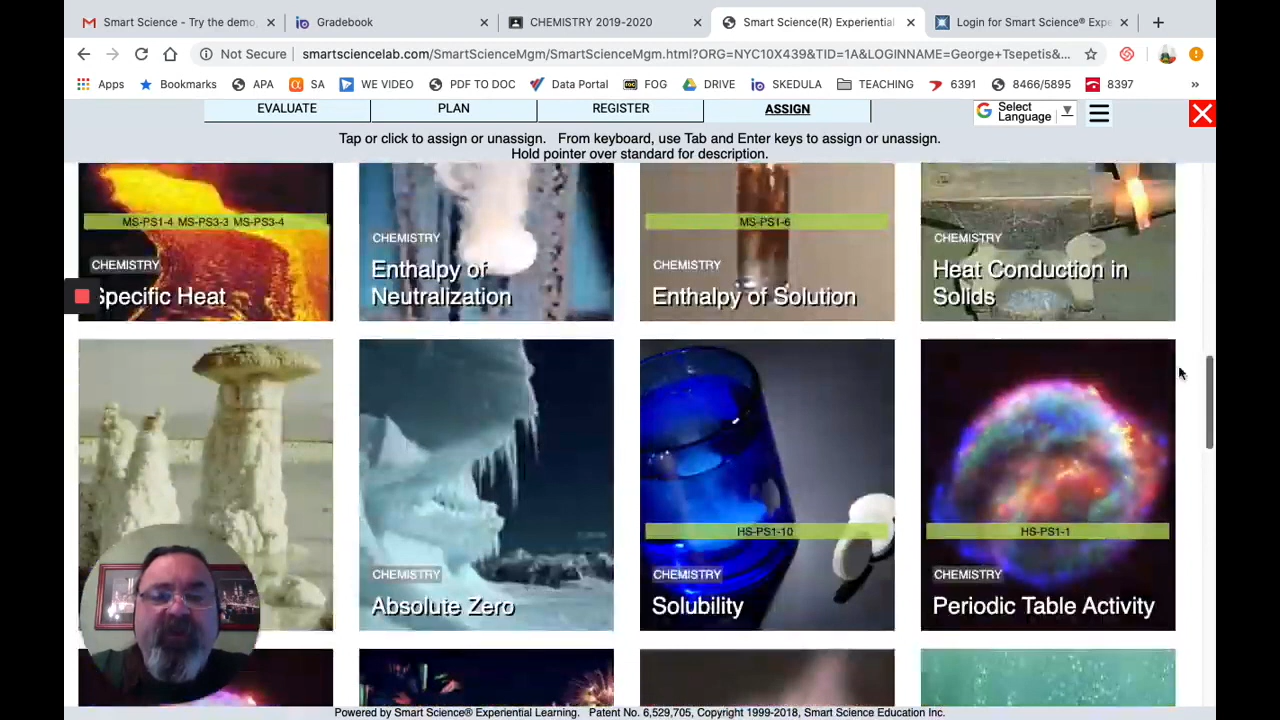 Smart Science - Try the demo,
Gradebook
CHEMISTRY 2019-2020
Smart Science(R) Experiential
Login for Smart Science® Expe
Not Secure
smartsciencelab.com/SmartScienceMgm/SmartScienceMgm.html?ORG=NYC10X439&TID=1A&LOGINNAME=George+Tsepetis&...
Apps
Bookmarks
APA
SA
WE VIDEO
PDF TO DOC
Data Portal
FOG
DRIVE
SKEDULA
TEACHING
6391
8466/5895
8397
EVALUATE
PLAN
REGISTER
ASSIGN
Select
Language
Tap or click to assign or unassign. From keyboard, use Tab and Enter keys to assign or unassign.
Hold pointer over standard for description.
MS-PS1-4 MS-PS3-3 MS-PS3-4
CHEMISTRY
Specific Heat
CHEMISTRY
Enthalpy of
Neutralization
MS-PS1-6
CHEMISTRY
Enthalpy of Solution
CHEMISTRY
Heat Conduction in
Solids
CHEMISTRY
Absolute Zero
HS-PS1-10
CHEMISTRY
Solubility
HS-PS1-1
CHEMISTRY
Periodic Table Activity
Powered by Smart Science® Experiential Learning. Patent No. 6,529,705, Copyright 1999-2018, Smart Science Education Inc.